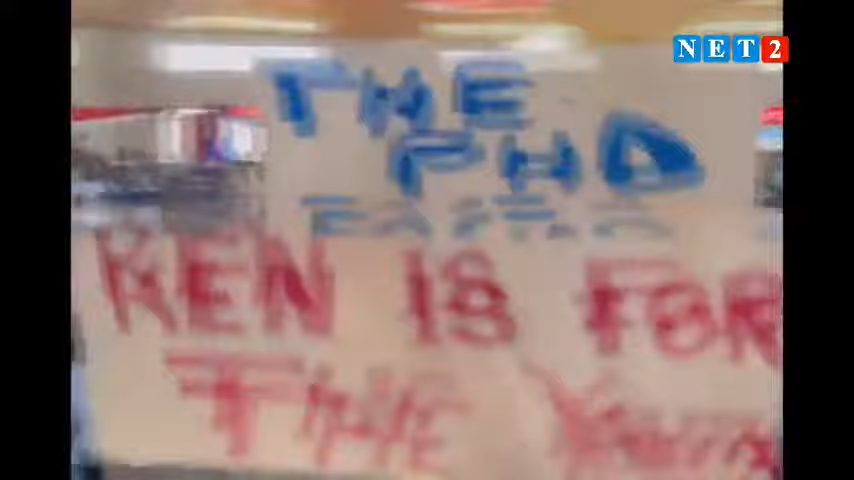 NET2
THE
PHD
KEN IS FOR
THE